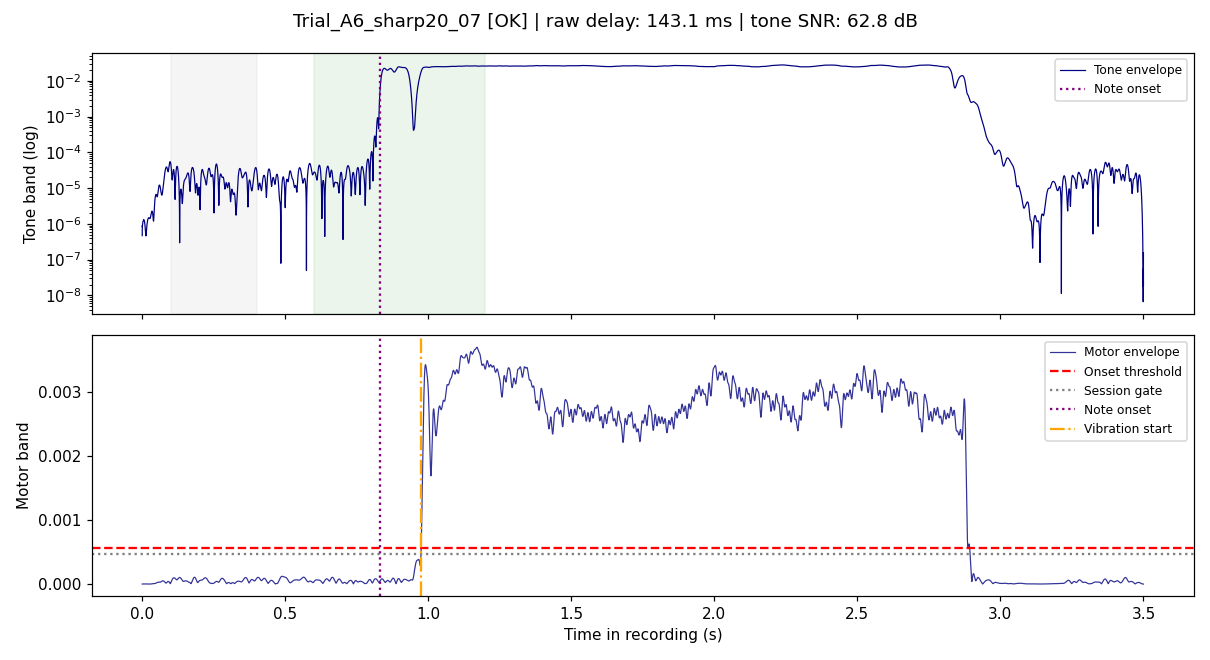 Trial_A6_sharp20_07 [OK] | raw delay: 143.1 ms | tone SNR: 62.8 dB
Tone band (log)
10⁻²
10⁻³
10⁻⁴
10⁻⁵
10⁻⁶
10⁻⁷
10⁻⁸
Tone envelope
Note onset
Motor band
0.003
0.002
0.001
0.000
Motor envelope
Onset threshold
Session gate
Note onset
Vibration start
0.0 0.5 1.0 1.5 2.0 2.5 3.0 3.5
Time in recording (s)